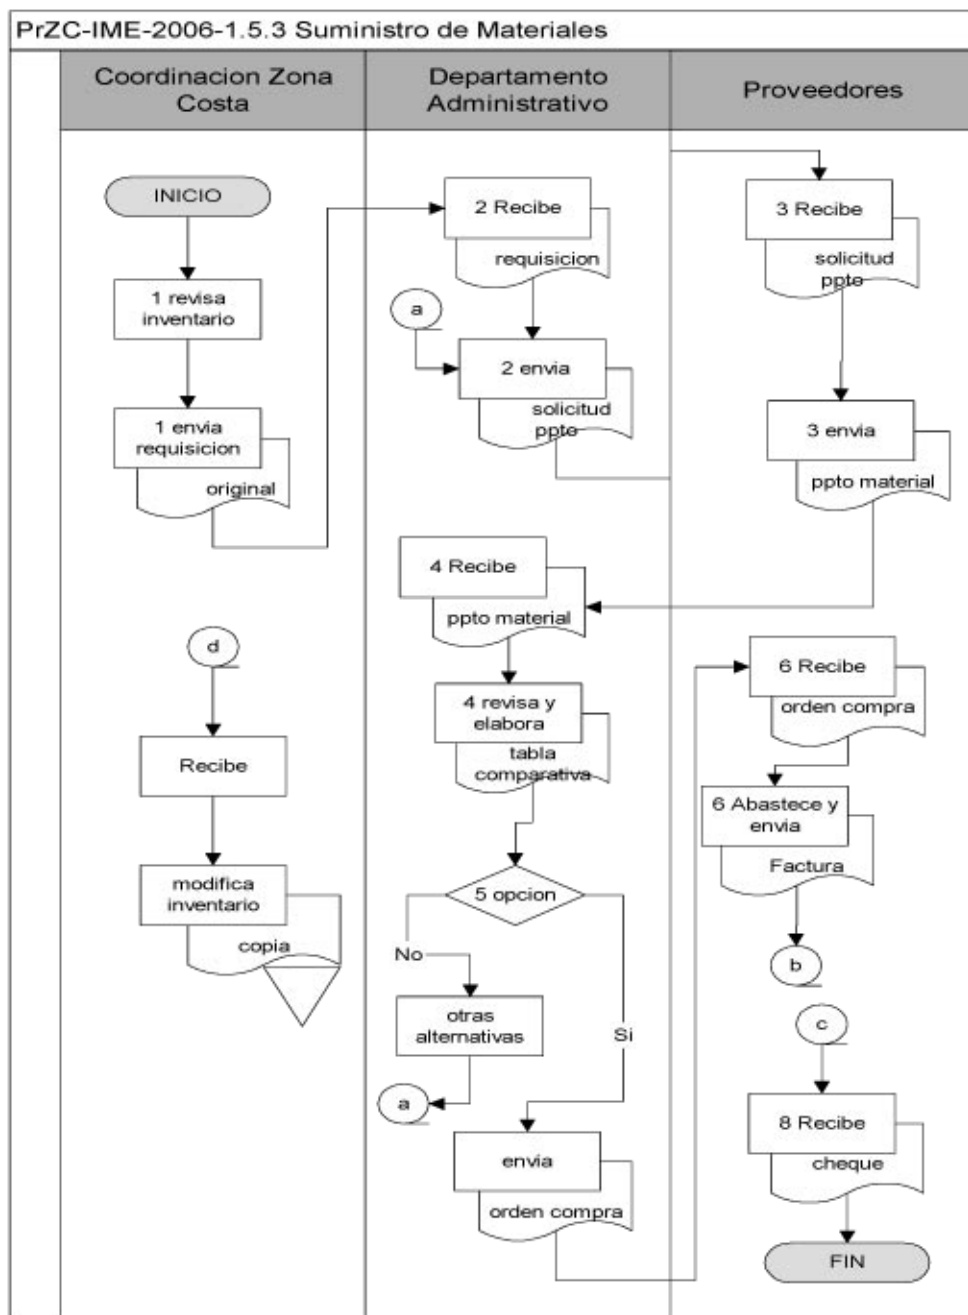 PrZC-IME-2006-1.5.3 Suministro de Materiales
Coordinacion Zona
Costa
Departamento
Administrativo
Proveedores
INICIO
1 revisa
inventario
1 envia
requisicion
original
d
Recibe
modifica
inventario
copia
2 Recibe
requisicion
a
2 envia
solicitud
ppto
4 Recibe
ppto material
4 revisa y
elabora
tabla
comparativa
5 opcion
No
Si
otras
alternativas
a
envia
orden compra
3 Recibe
solicitud
ppto
3 envia
ppto material
6 Recibe
orden compra
6 Abastece y
envia
Factura
b
c
8 Recibe
cheque
FIN